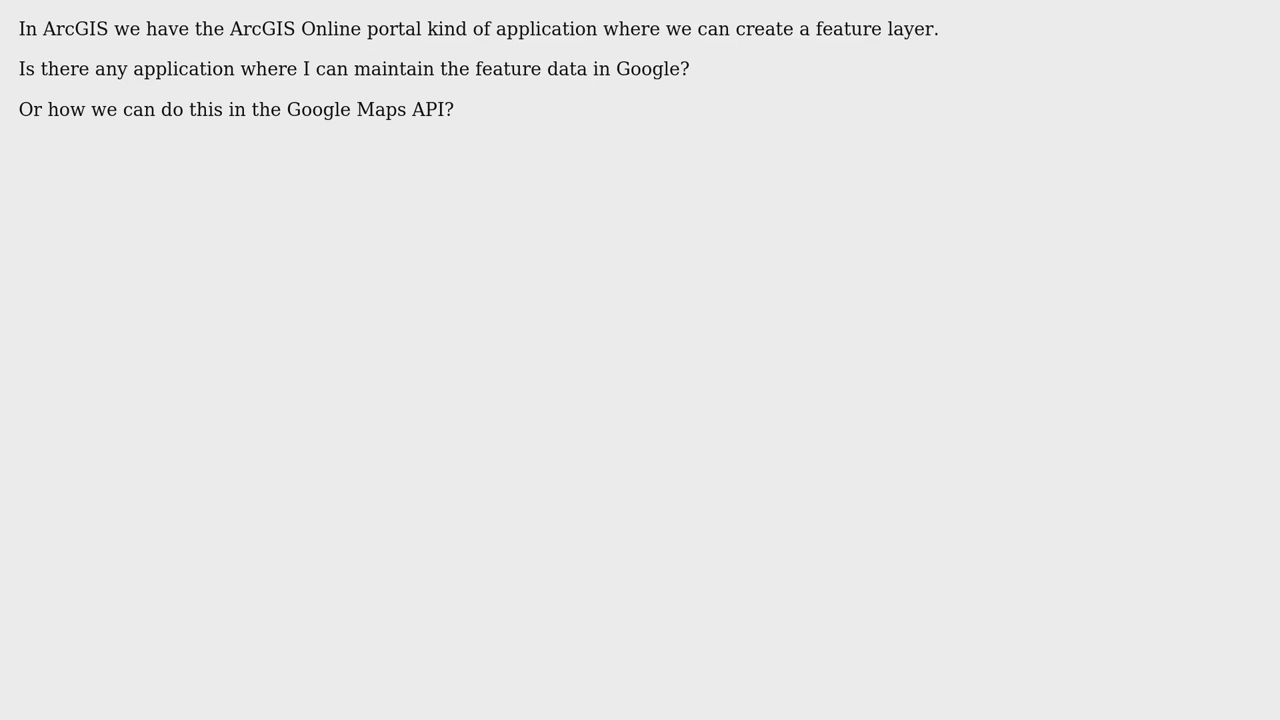 In ArcGIS we have the ArcGIS Online portal kind of application where we can create a feature layer.
Is there any application where I can maintain the feature data in Google?
Or how we can do this in the Google Maps API?